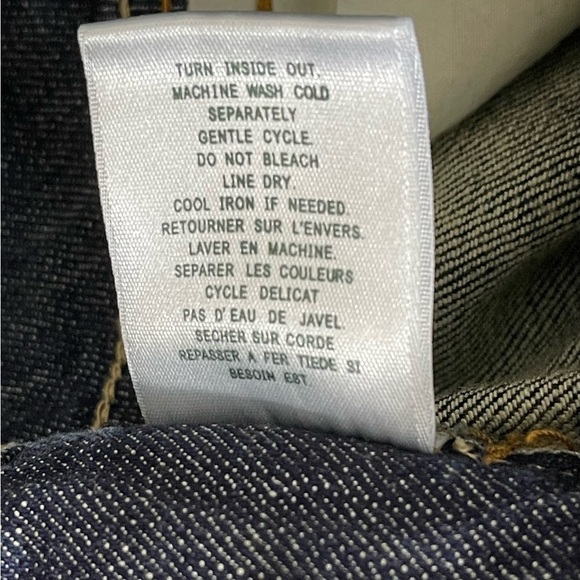 TURN INSIDE OUT.
MACHINE WASH COLD
SEPARATELY
GENTLE CYCLE.
DO NOT BLEACH
LINE DRY.
COOL IRON IF NEEDED.
RETOURNER SUR L'ENVERS.
LAVER EN MACHINE.
SEPARER LES COULEURS
CYCLE DELICAT
PAS D'EAU DE JAVEL.
SECHER SUR CORDE
REPASSER A FER TIEDE SI
BESOIN EST.